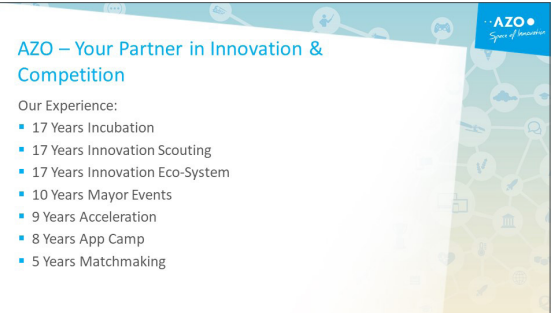 AZO
Space of Innovation
AZO – Your Partner in Innovation &
Competition
Our Experience:
17 Years Incubation
17 Years Innovation Scouting
17 Years Innovation Eco-System
10 Years Mayor Events
9 Years Acceleration
8 Years App Camp
5 Years Matchmaking